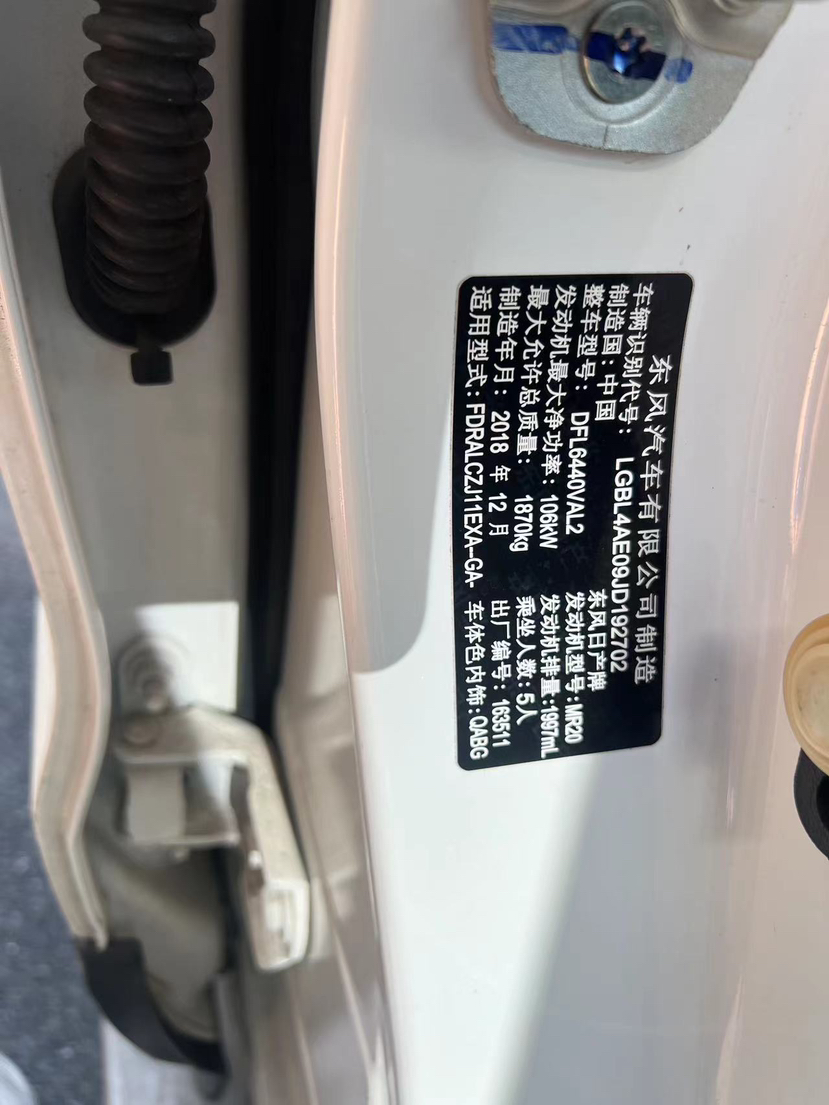 东风汽车有限公司制造
车辆识别代号: LGBL4AE09JD192702
制造国:中国 东风日产牌
整车型号: DFL6440VAL2 发动机型号:MR20
发动机最大净功率:106kW 发动机排量:1997mL
最大允许总质量: 1870kg 乘坐人数:5人
制造年月: 2018 年 12 月 出厂编号:163511
适用型式:FDRALCZJ11EXA--GA- 车体色内饰:QABG